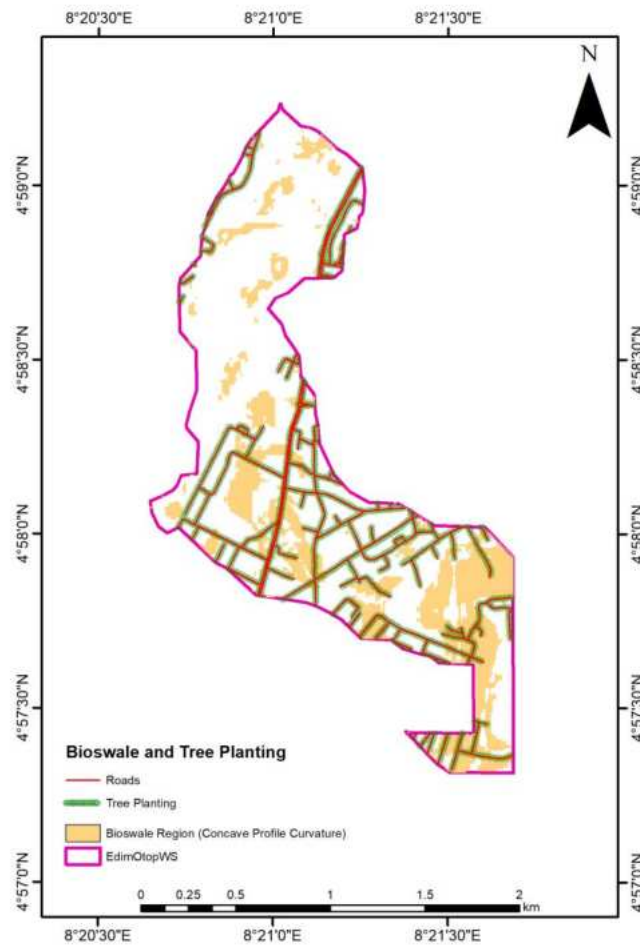 8°20'30"E 8°21'0"E 8°21'30"E
N
4°59'0"N 4°59'0"N
4°58'30"N 4°58'30"N
4°58'0"N 4°58'0"N
4°57'30"N 4°57'30"N
Bioswale and Tree Planting
Roads
Tree Planting
Bioswale Region (Concave Profile Curvature)
EdimOtopWS
4°57'0"N 4°57'0"N
0 0.25 0.5 1 1.5 2
km
8°20'30"E 8°21'0"E 8°21'30"E